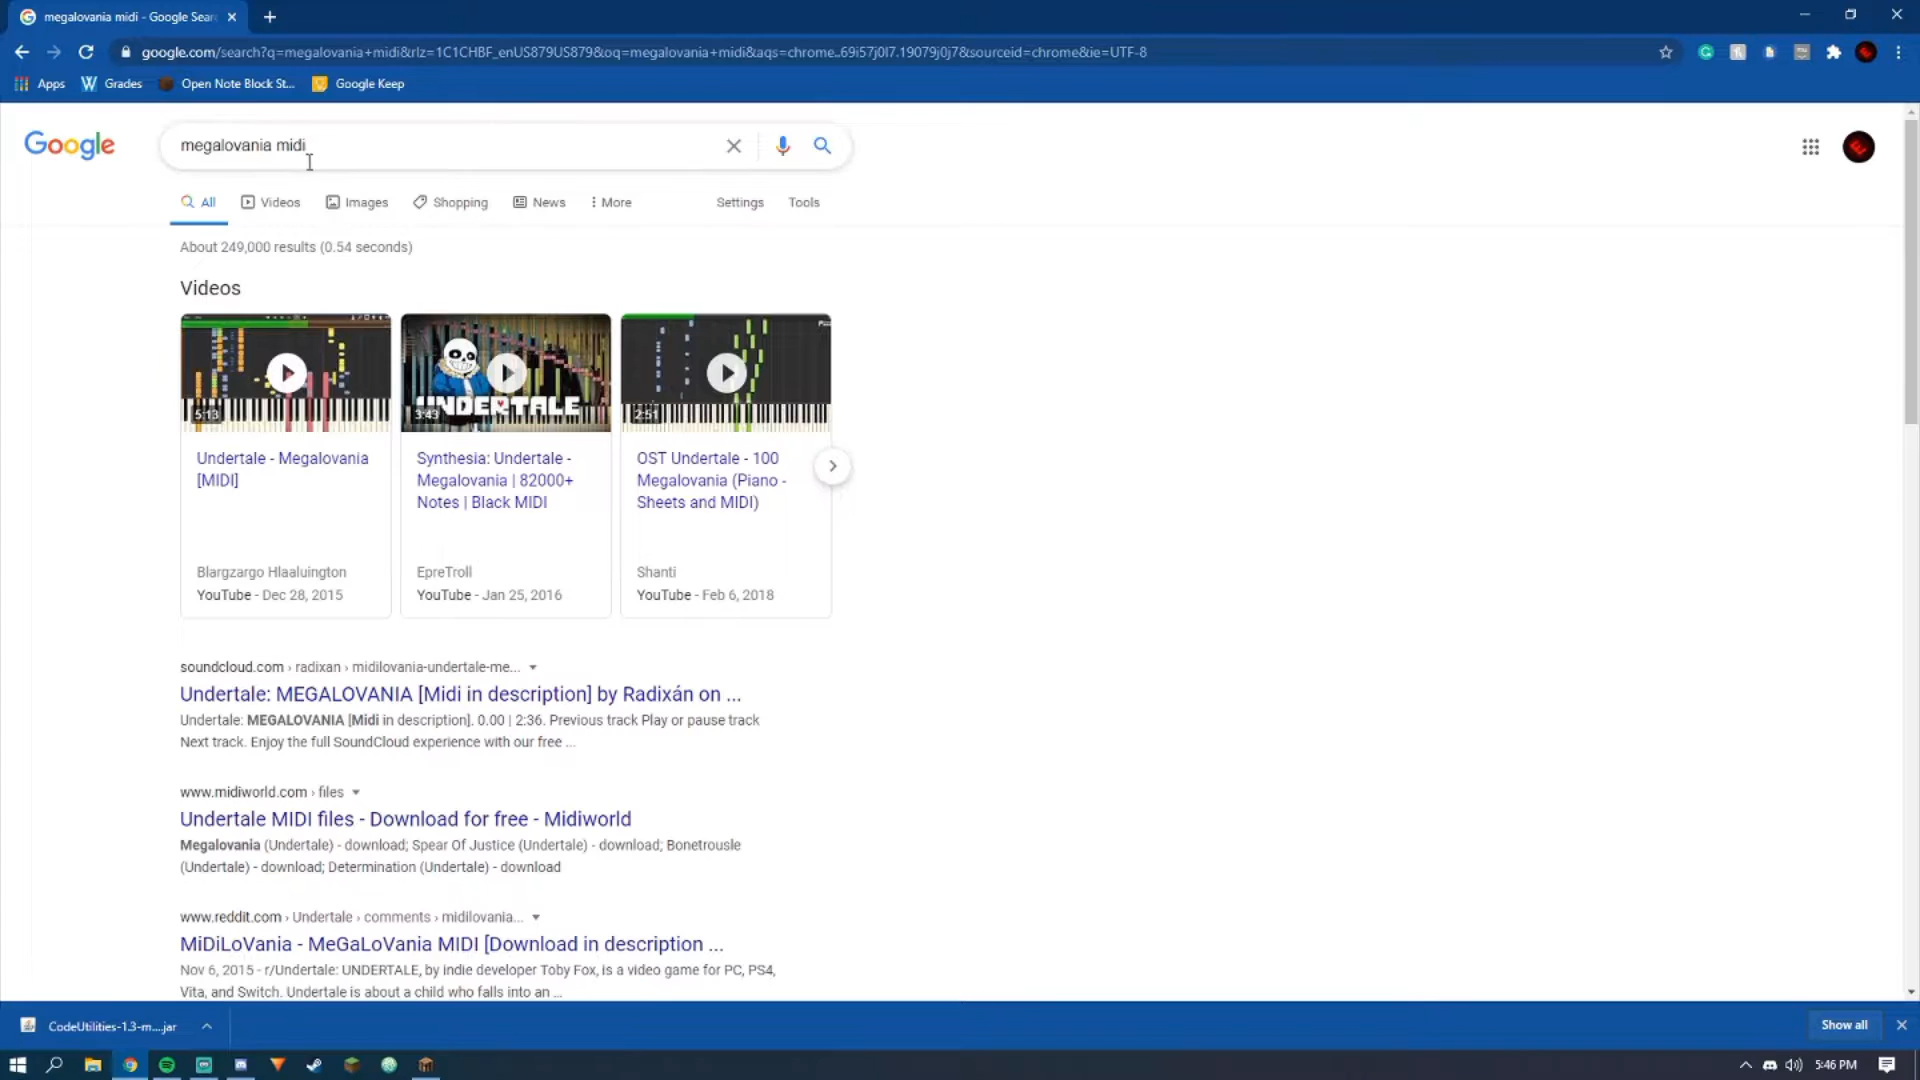 megalovania midi - Google Sear
google.com/search?q=megalovania+midi&rlz=1C1CHBF_enUS879US879&oq=megalovania+midi&aqs=chrome..69i57j0l7.19079j0j7&sourceid=chrome&ie=UTF-8
Apps Grades Open Note Block St... Google Keep
Google megalovania midi
All Videos Images Shopping News More Settings Tools
About 249,000 results (0.54 seconds)
Videos
5:13 3:43 UNDERTALE 2:51
Undertale - Megalovania
[MIDI]
Synthesia: Undertale -
Megalovania | 82000+
Notes | Black MIDI
OST Undertale - 100
Megalovania (Piano -
Sheets and MIDI)
Blargzargo Hlaaluington
YouTube - Dec 28, 2015
EpreTroll
YouTube - Jan 25, 2016
Shanti
YouTube - Feb 6, 2018
soundcloud.com › radixan › midilovania-undertale-me...
Undertale: MEGALOVANIA [Midi in description] by Radixán on ...
Undertale: MEGALOVANIA [Midi in description]. 0.00 | 2:36. Previous track Play or pause track
Next track. Enjoy the full SoundCloud experience with our free ...
www.midiworld.com › files
Undertale MIDI files - Download for free - Midiworld
Megalovania (Undertale) - download; Spear Of Justice (Undertale) - download; Bonetrousle
(Undertale) - download; Determination (Undertale) - download
www.reddit.com › Undertale › comments › midilovania...
MiDiLoVania - MeGaLoVania MIDI [Download in description ...
Nov 6, 2015 - r/Undertale: UNDERTALE, by indie developer Toby Fox, is a video game for PC, PS4,
Vita, and Switch. Undertale is about a child who falls into an ...
CodeUtilities-1.3-m....jar Show all
5:46 PM